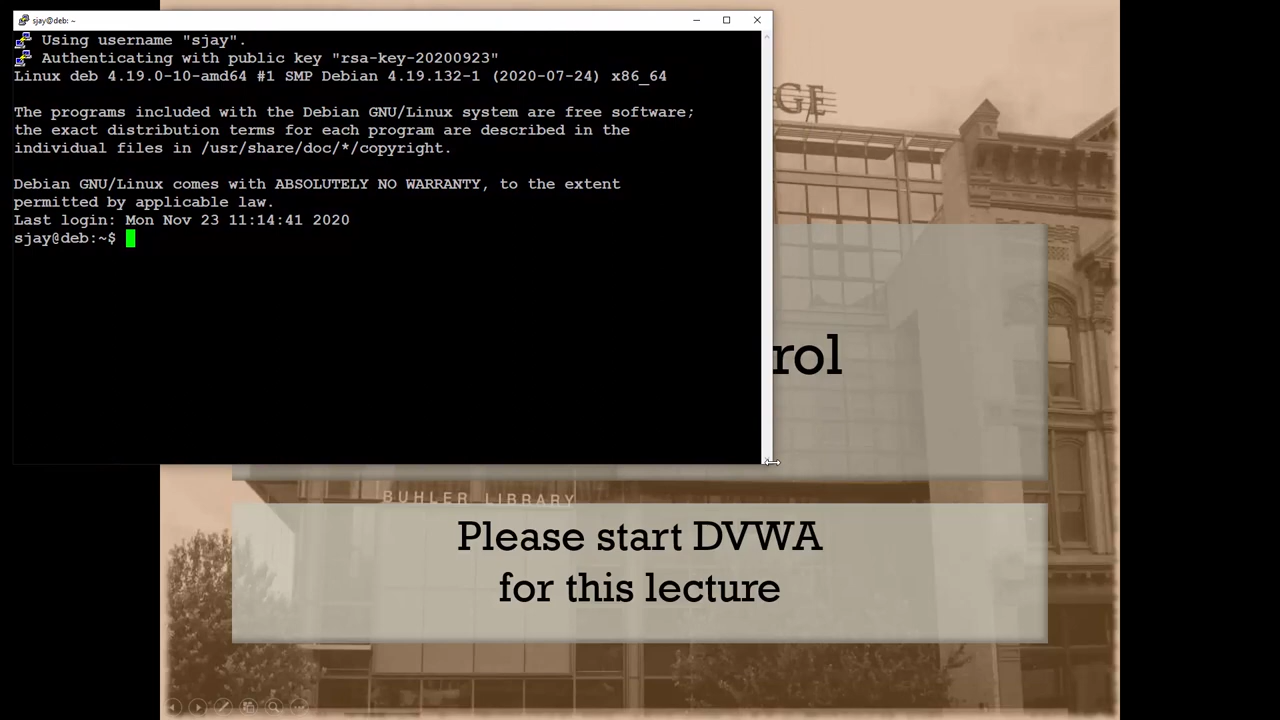 sjay@deb: ~
Using username "sjay".
Authenticating with public key "rsa-key-20200923"
Linux deb 4.19.0-10-amd64 #1 SMP Debian 4.19.132-1 (2020-07-24) x86_64
The programs included with the Debian GNU/Linux system are free software;
the exact distribution terms for each program are described in the
individual files in /usr/share/doc/*/copyright.
Debian GNU/Linux comes with ABSOLUTELY NO WARRANTY, to the extent
permitted by applicable law.
Last login: Mon Nov 23 11:14:41 2020
sjay@deb:~$
GE
rol
BUHLER LIBRARY
Please start DVWA
for this lecture